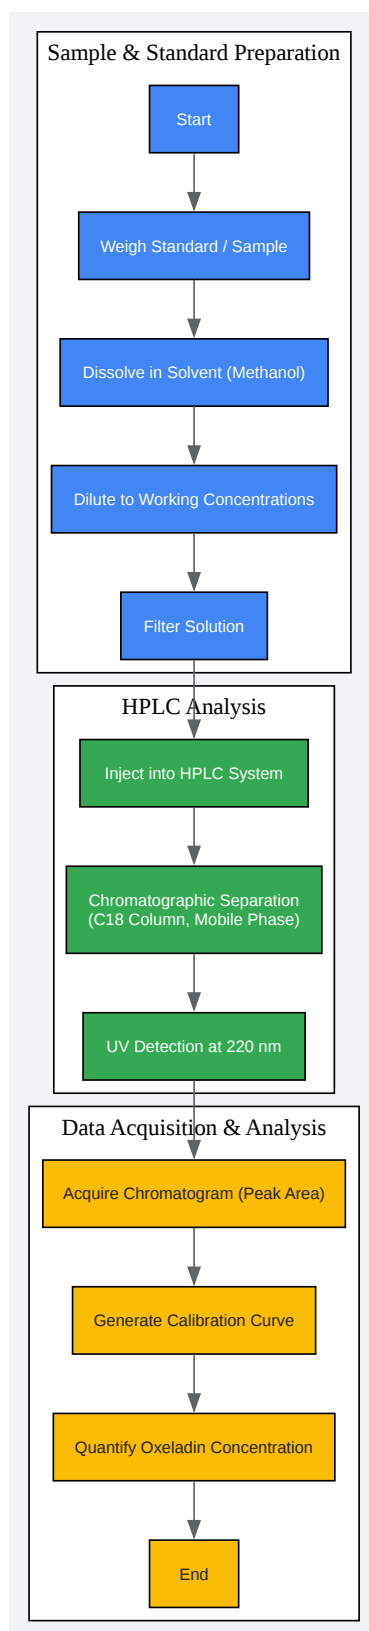 Sample & Standard Preparation
Start
Weigh Standard / Sample
Dissolve in Solvent (Methanol)
Dilute to Working Concentrations
Filter Solution
HPLC Analysis
Inject into HPLC System
Chromatographic Separation
(C18 Column, Mobile Phase)
UV Detection at 220 nm
Data Acquisition & Analysis
Acquire Chromatogram (Peak Area)
Generate Calibration Curve
Quantify Oxeladin Concentration
End